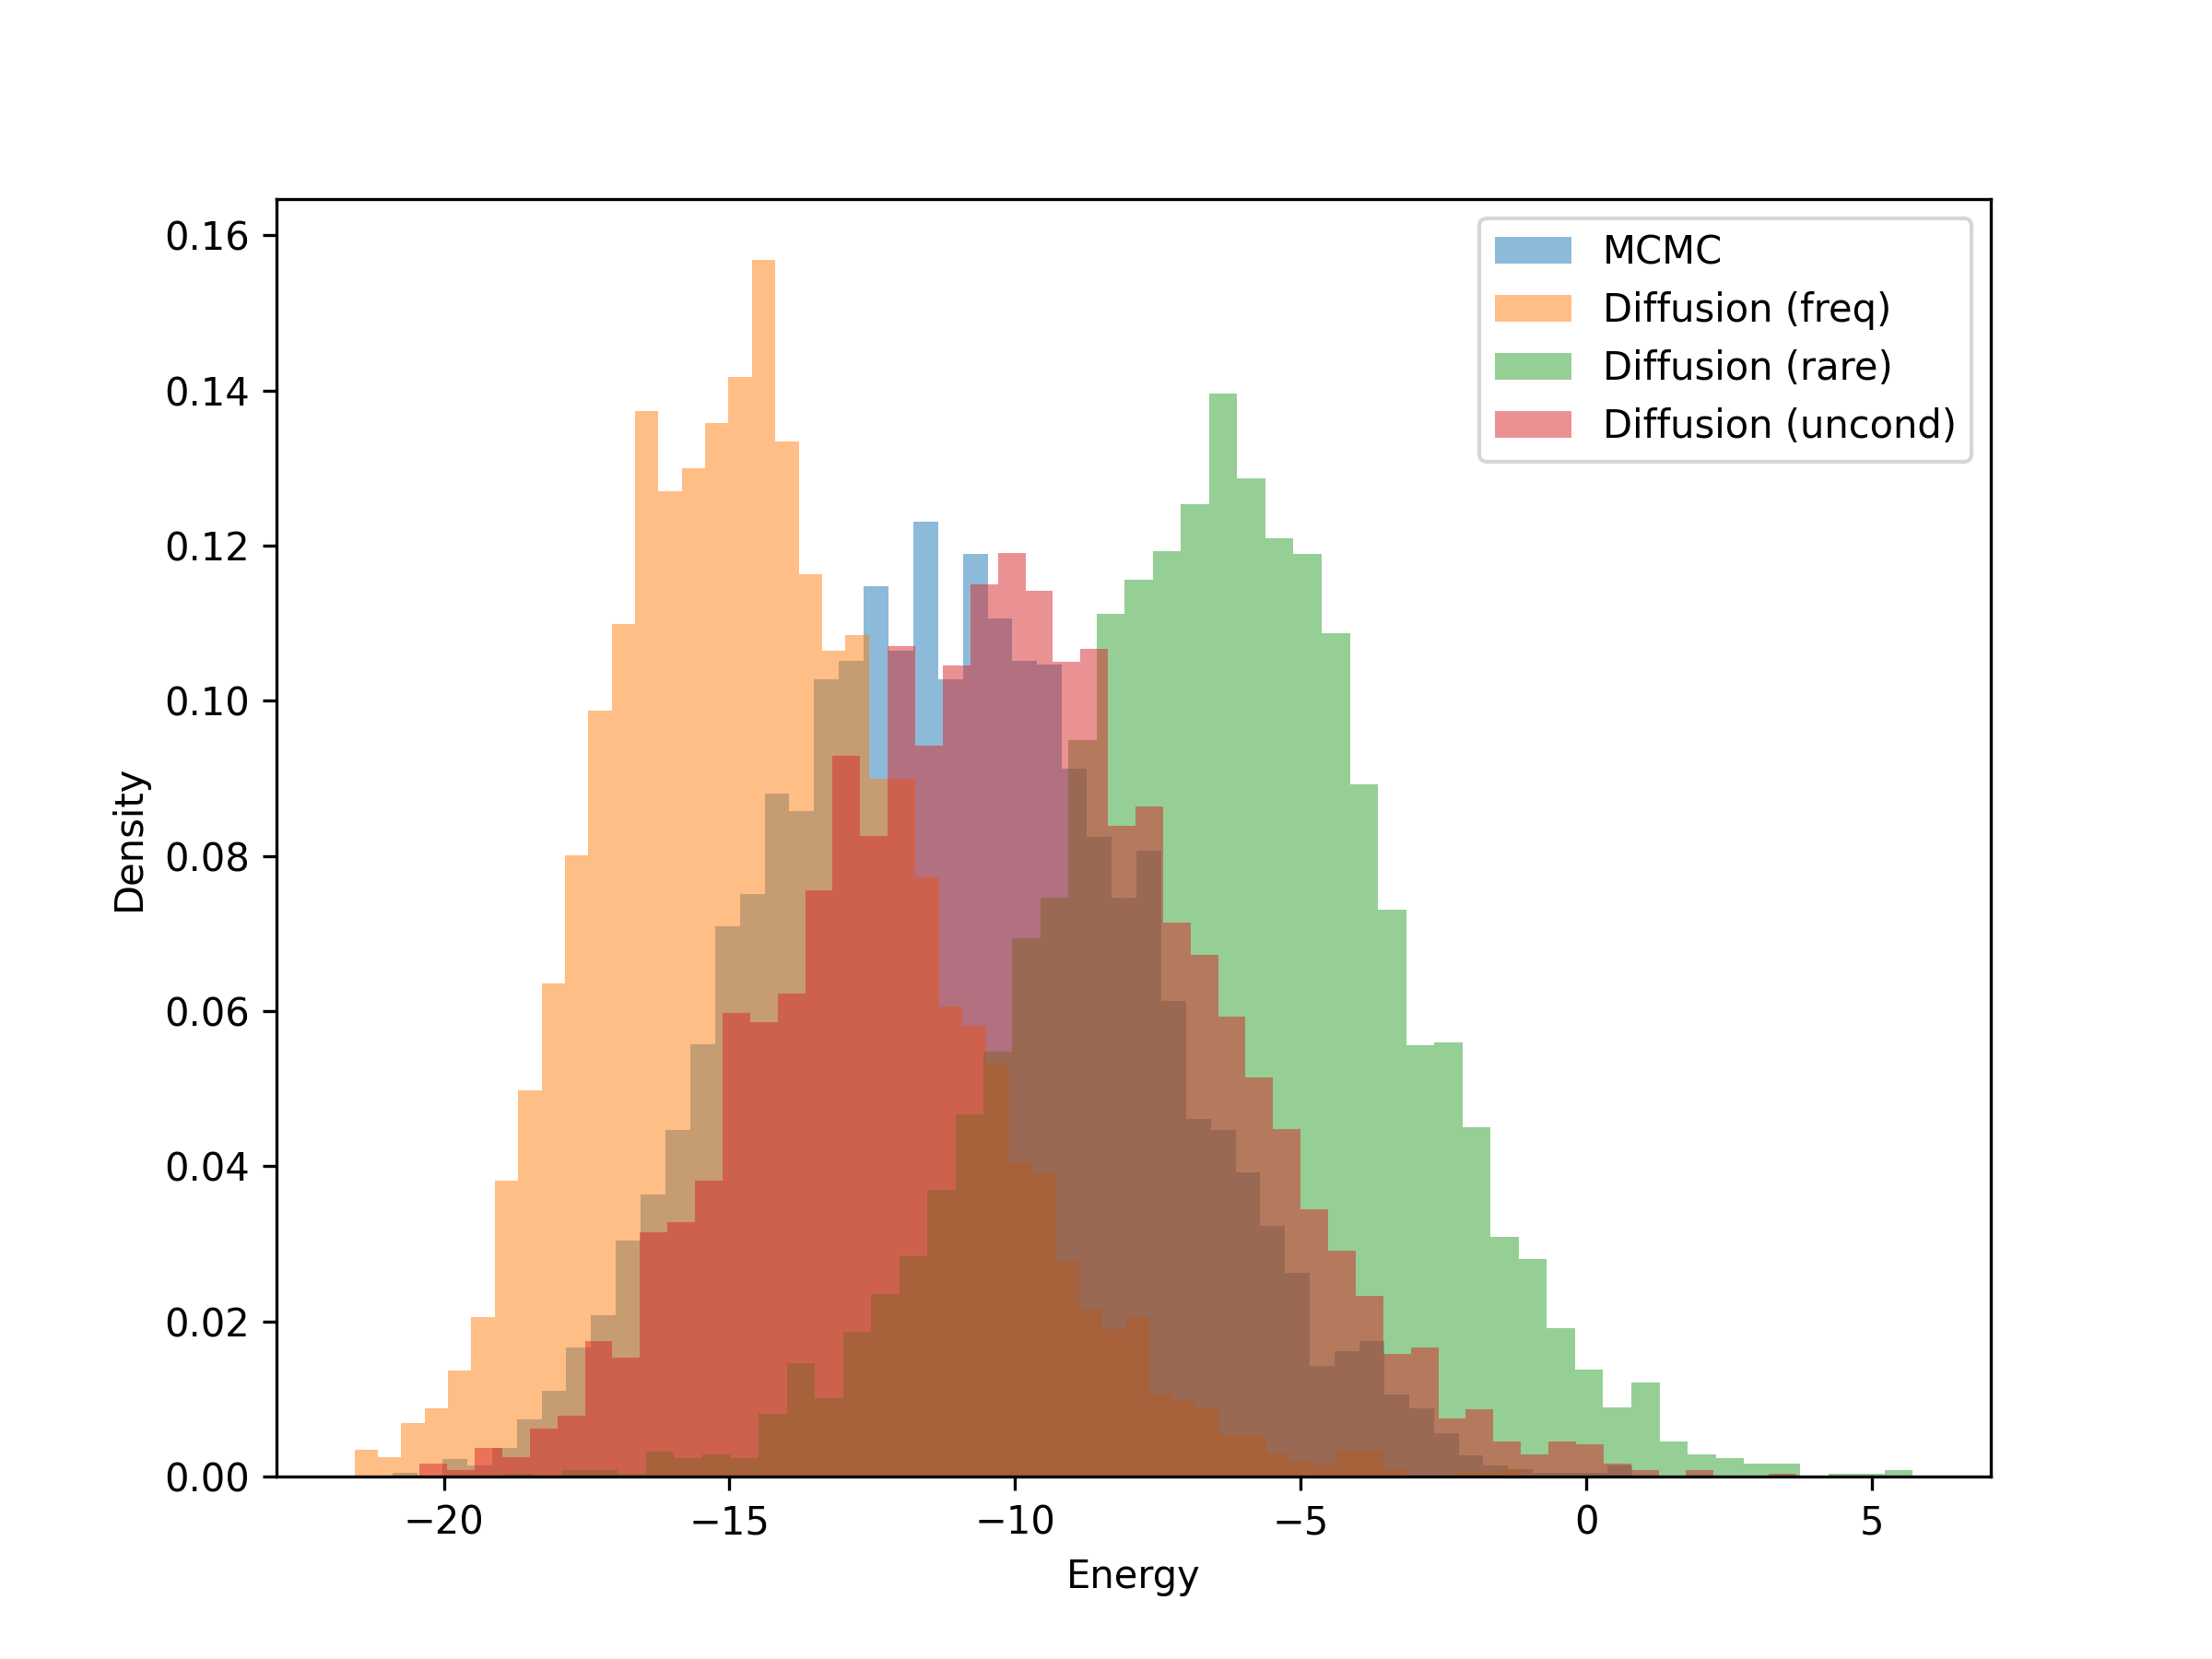 MCMC
Diffusion (freq)
Diffusion (rare)
Diffusion (uncond)
0.16
0.14
0.12
0.10
0.08
0.06
0.04
0.02
0.00
Density
−20 −15 −10 −5 0 5
Energy